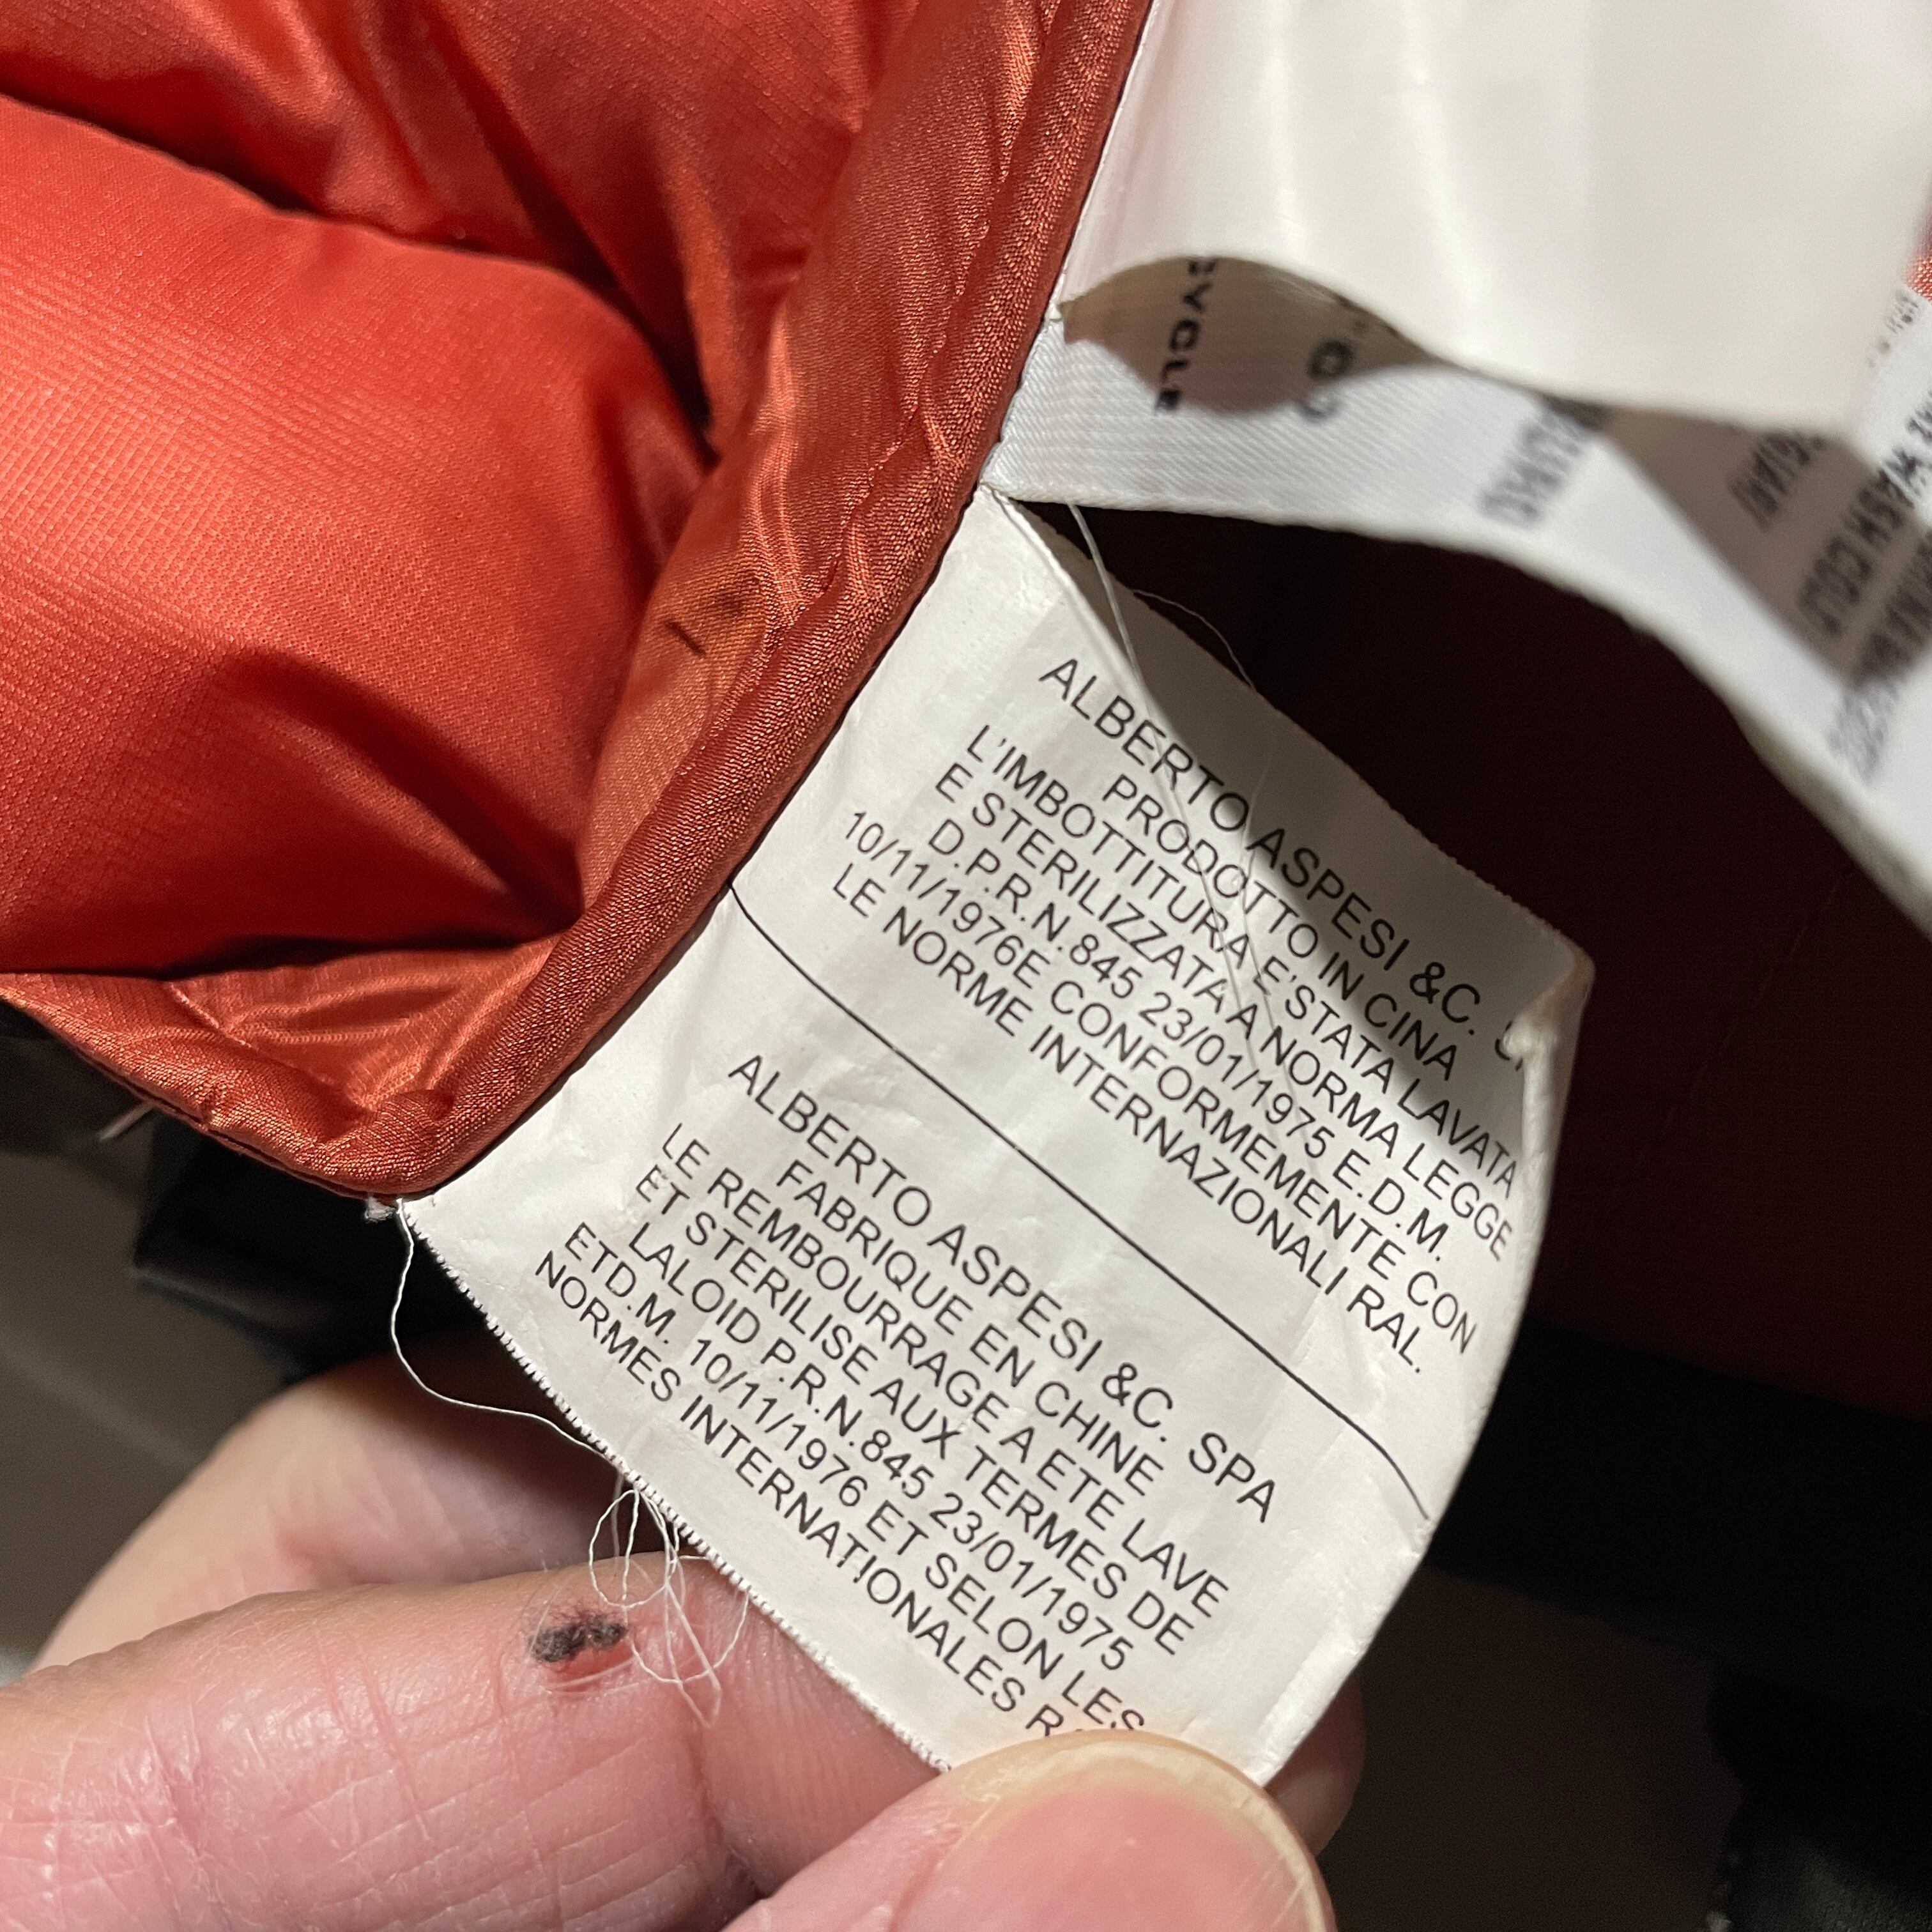 ALBERTO ASPESI &C.
PRODOTTO IN CINA
L'IMBOTTITURA E'STATA LAVATA
E STERILIZZATA A NORMA LEGGE
D.P.R.N.845 23/01/1975 E.D.M.
10/11/1976E CONFORMEMENTE CON
LE NORME INTERNAZIONALI RAL.
ALBERTO ASPESI &C. SPA
FABRIQUE EN CHINE
LE REMBOURRAGE A ETE LAVE
ET STERILISE AUX TERMES DE
LALOID P.R.N.845 23/01/1975
ETD.M. 10/11/1976 ET SELON LES
NORMES INTERNATIONALES
WASH COLD